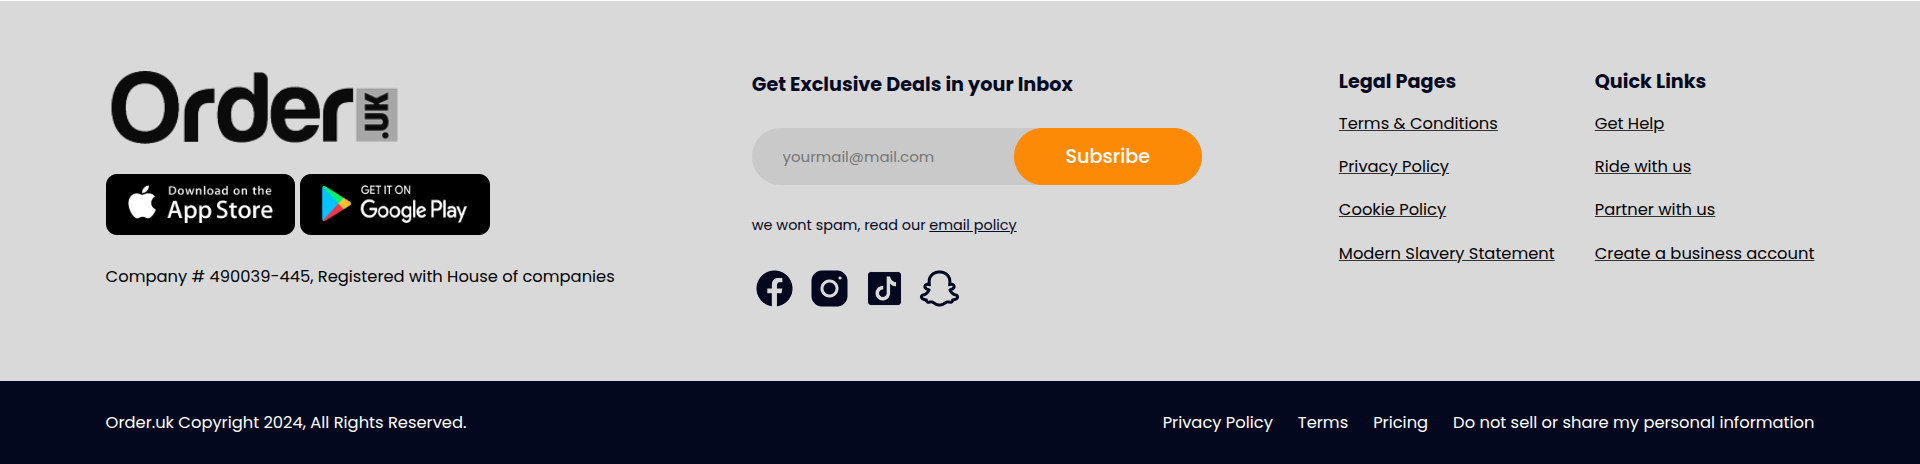 Order.uk
Download on the
App Store
GET IT ON
Google Play
Company # 490039-445, Registered with House of companies
Get Exclusive Deals in your Inbox
yourmail@mail.com
Subsribe
we wont spam, read our email policy
Legal Pages
Terms & Conditions
Privacy Policy
Cookie Policy
Modern Slavery Statement
Quick Links
Get Help
Ride with us
Partner with us
Create a business account
Order.uk Copyright 2024, All Rights Reserved.
Privacy Policy Terms Pricing Do not sell or share my personal information